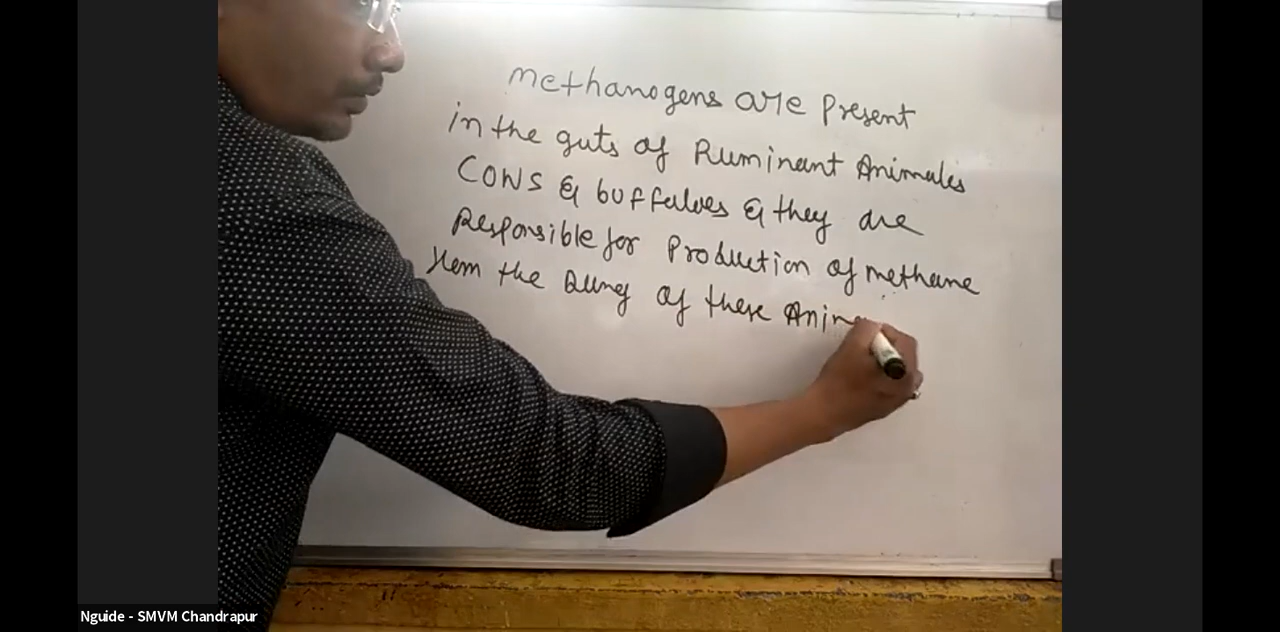 Methanogens are Present
in the guts of Ruminant Animales
COWS & buffaloes & they are
Responsible for Production of methane
from the Dung of these Anim
Nguide - SMVM Chandrapur